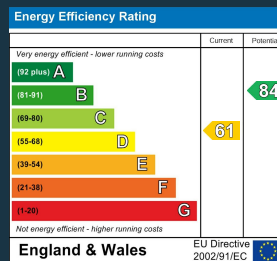 Energy Efficiency Rating
Current Potentia
Very energy efficient - lower running costs
(92 plus) A
(81-91) B
84
(69-80) C
(55-68) D
61
(39-54) E
(21-38) F
(1-20) G
Not energy efficient - higher running costs
England & Wales
EU Directive
2002/91/EC